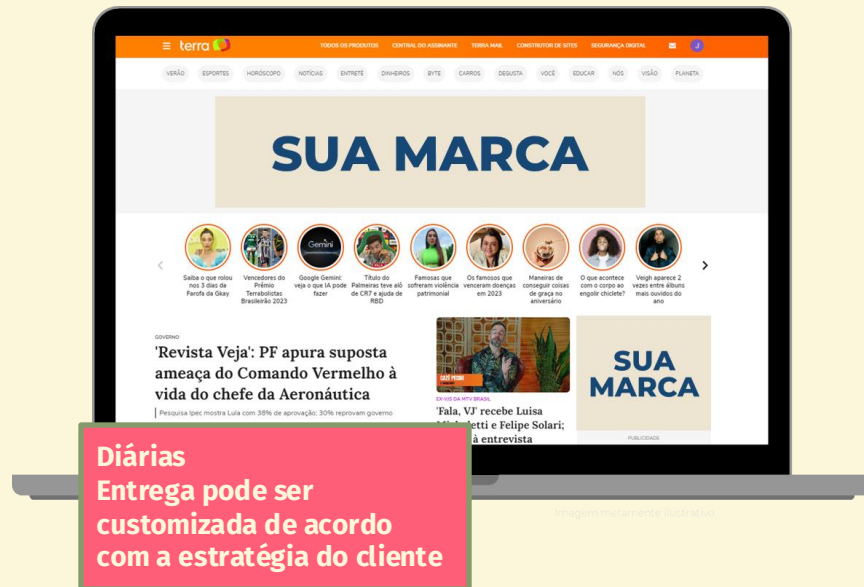 terra
TODOS OS PRODUTOS CENTRAL DO ASSINANTE TERRA MAIL CONSTRUTOR DE SITES SEGURANÇA DIGITAL J
VERÃO ESPORTES HORÓSCOPO NOTÍCIAS ENTRETÊ DINHEIROS BYTE CARROS DEGUSTA VOCÊ EDUCAR NÓS VISÃO PLANETA
SUA MARCA
Gemini
Saiba o que rolou
nos 3 dias da
Farofa da Gkay
Vencedores do
Prêmio
Terrabolistas
Brasileirão 2023
Google Gemini:
veja o que IA pode
fazer
Título do
Palmeiras teve alô
de CR7 e ajuda de
RBD
Famosas que
sofreram violência
patrimonial
Os famosos que
venceram doenças
em 2023
Maneiras de
conseguir coisas
de graça no
aniversário
O que acontece
com o corpo ao
engolir chiclete?
Veigh aparece 2
vezes entre álbuns
mais ouvidos do
ano
GOVERNO
'Revista Veja': PF apura suposta
ameaça do Comando Vermelho à
vida do chefe da Aeronáutica
Pesquisa Ipec mostra Lula com 38% de aprovação; 30% reprovam governo
CAZÉ PECINI
EX-VJS DA MTV BRASIL
'Fala, VJ' recebe Luisa
etti e Felipe Solari;
à entrevista
SUA
MARCA
PUBLICIDADE
Diárias
Entrega pode ser
customizada de acordo
com a estratégia do cliente
Imagem meramente ilustrativo